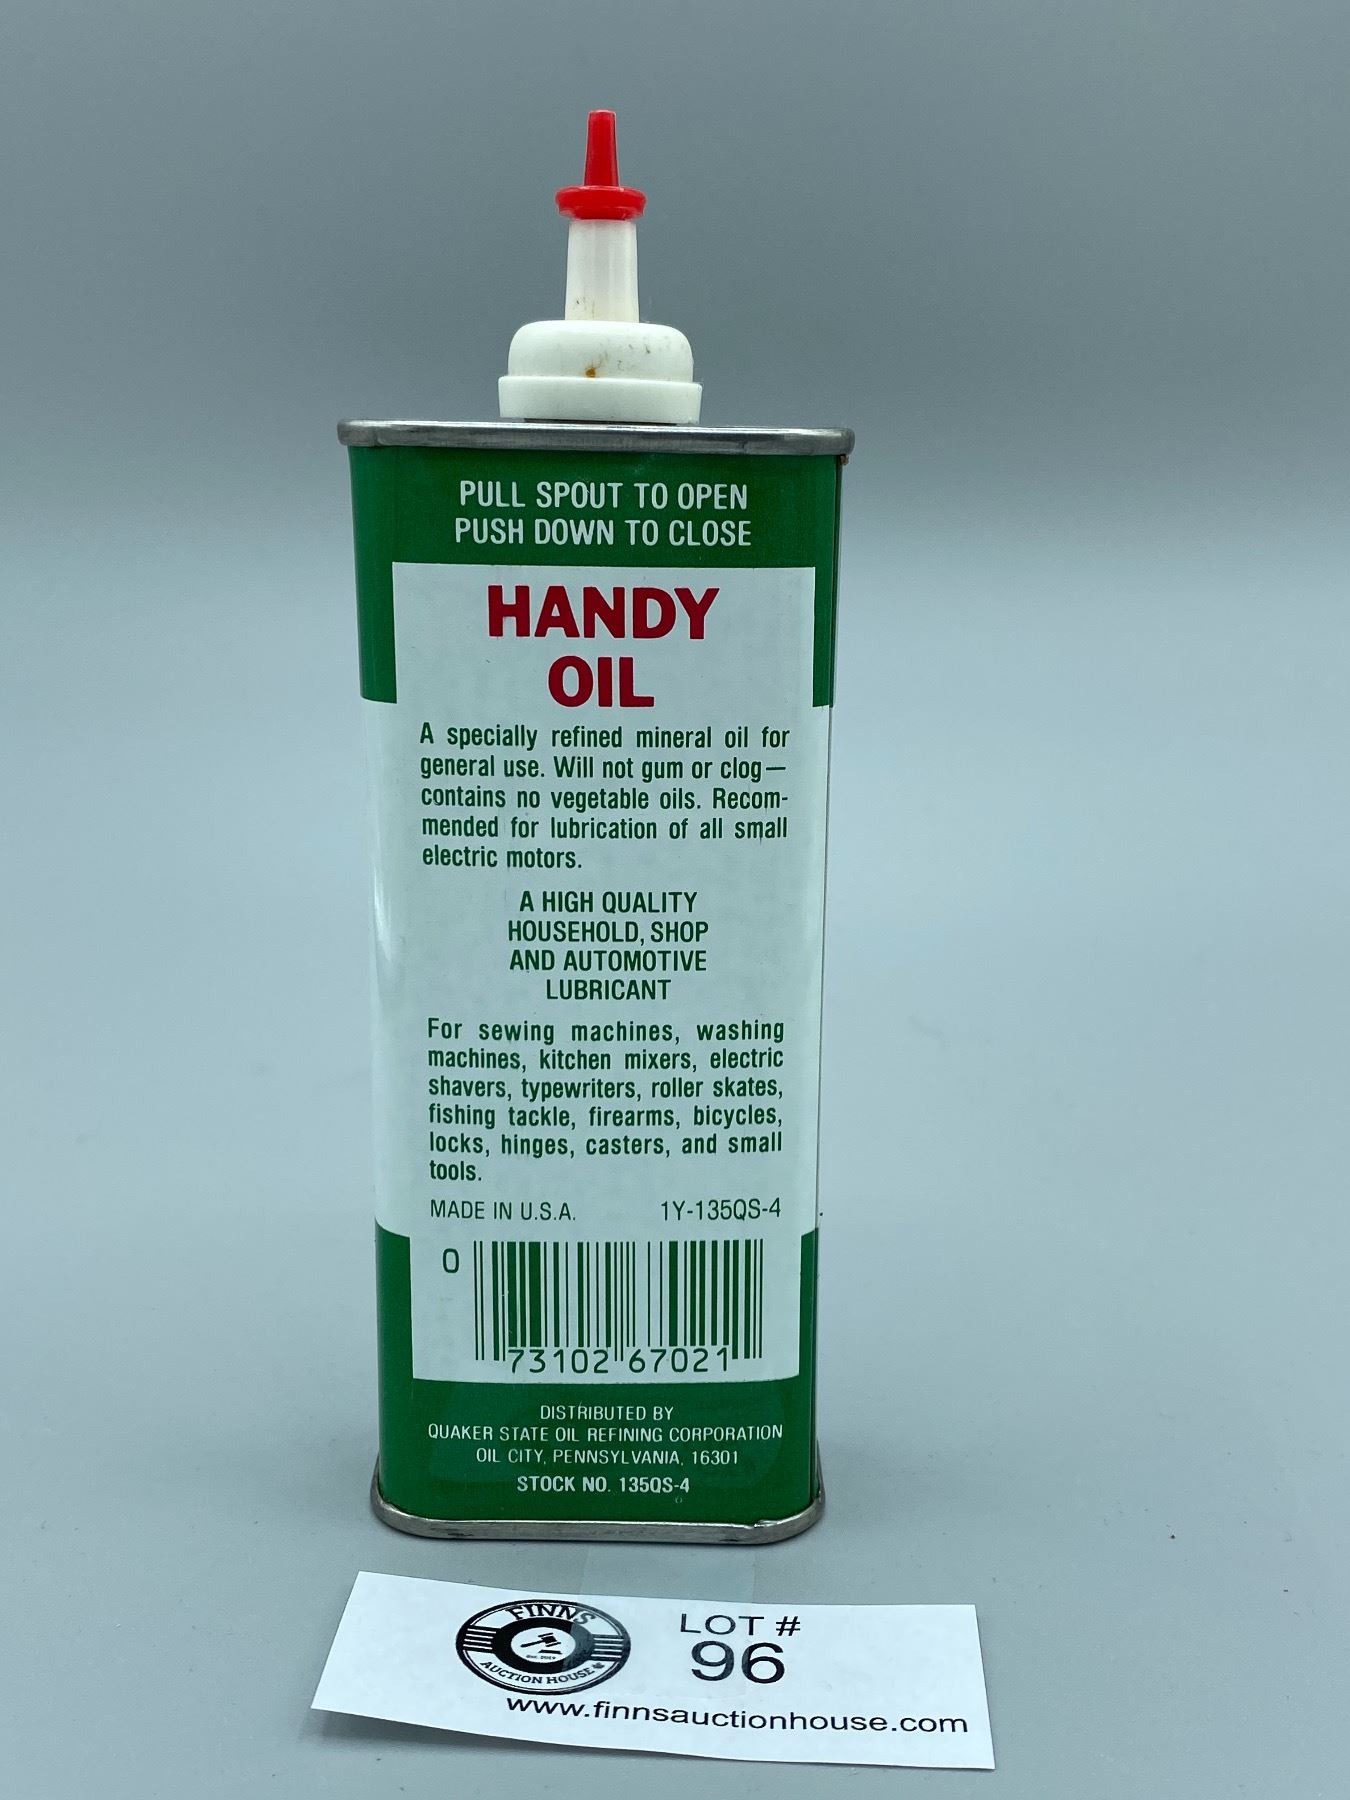 PULL SPOUT TO OPEN
PUSH DOWN TO CLOSE
HANDY
OIL
A specially refined mineral oil for
general use. Will not gum or clog—
contains no vegetable oils. Recom-
mended for lubrication of all small
electric motors.
A HIGH QUALITY
HOUSEHOLD, SHOP
AND AUTOMOTIVE
LUBRICANT
For sewing machines, washing
machines, kitchen mixers, electric
shavers, typewriters, roller skates,
fishing tackle, firearms, bicycles,
locks, hinges, casters, and small
tools.
MADE IN U.S.A. 1Y-135QS-4
0 73102 67021
DISTRIBUTED BY
QUAKER STATE OIL REFINING CORPORATION
OIL CITY, PENNSYLVANIA, 16301
STOCK NO. 135QS-4
FINNS
AUCTION HOUSE
LOT #
96
www.finnsauctionhouse.com